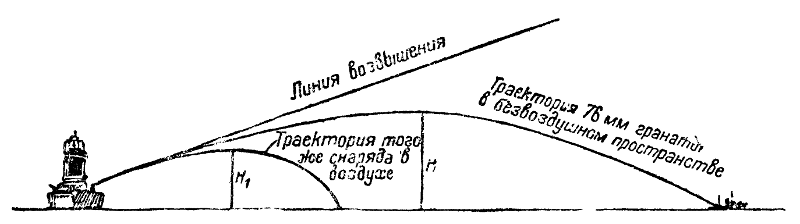 Линия возвышения
Траектория 76 мм гранаты
в безвоздушном пространстве
Траектория того
же снаряда в
воздухе
H₁
H